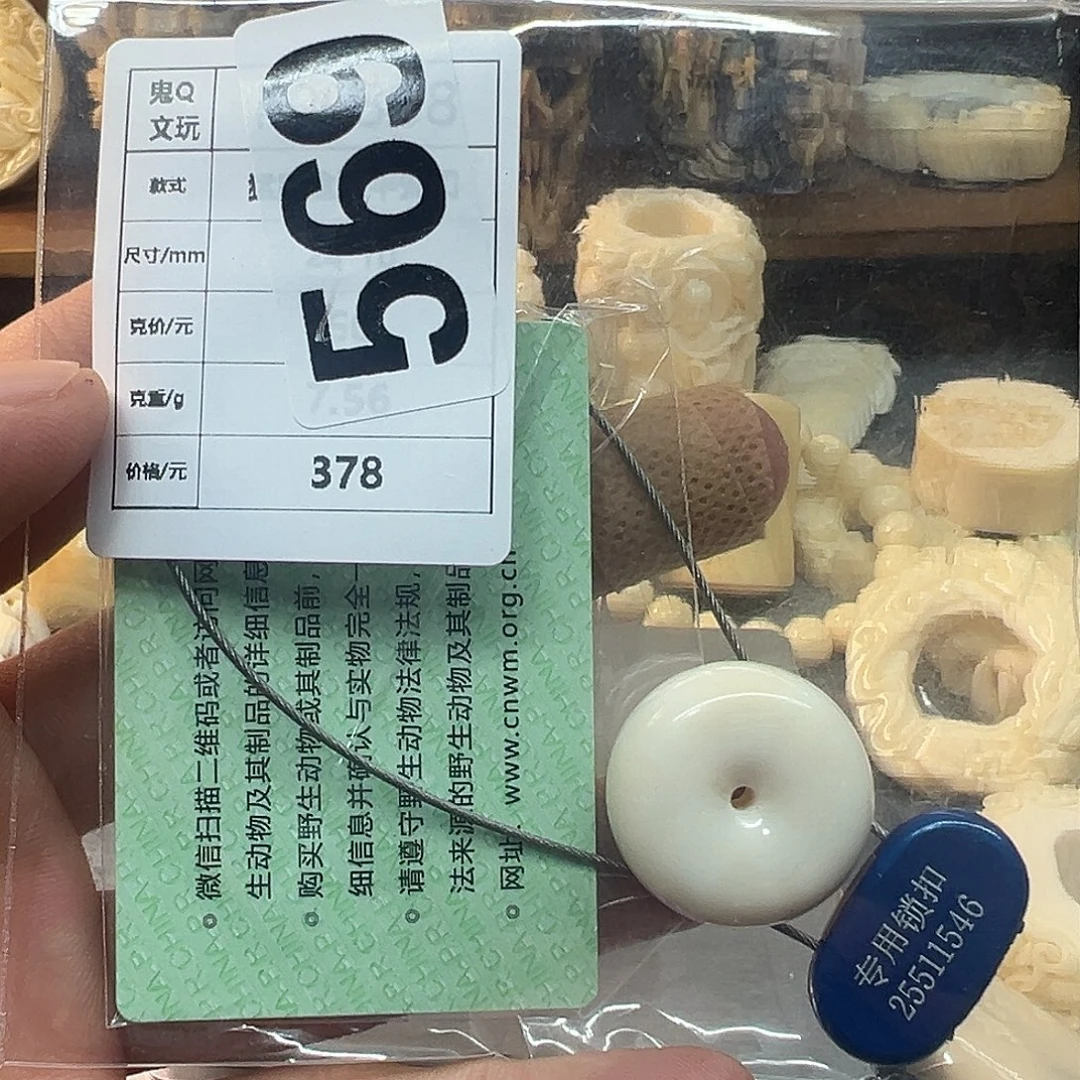 鬼Q
文玩
695
款式
尺寸/mm
克价/元
克重/g
7.56
价格/元
378
微信扫描二维码或者访问网
生动物及其制品的详细信息
购买野生动物或其制品前,
细信息并确认与实物完全一
请遵守野生动物法律法规,
法来源的野生动物及其制品
网址
www.cnwm.org.cn
专用锁扣
25511546